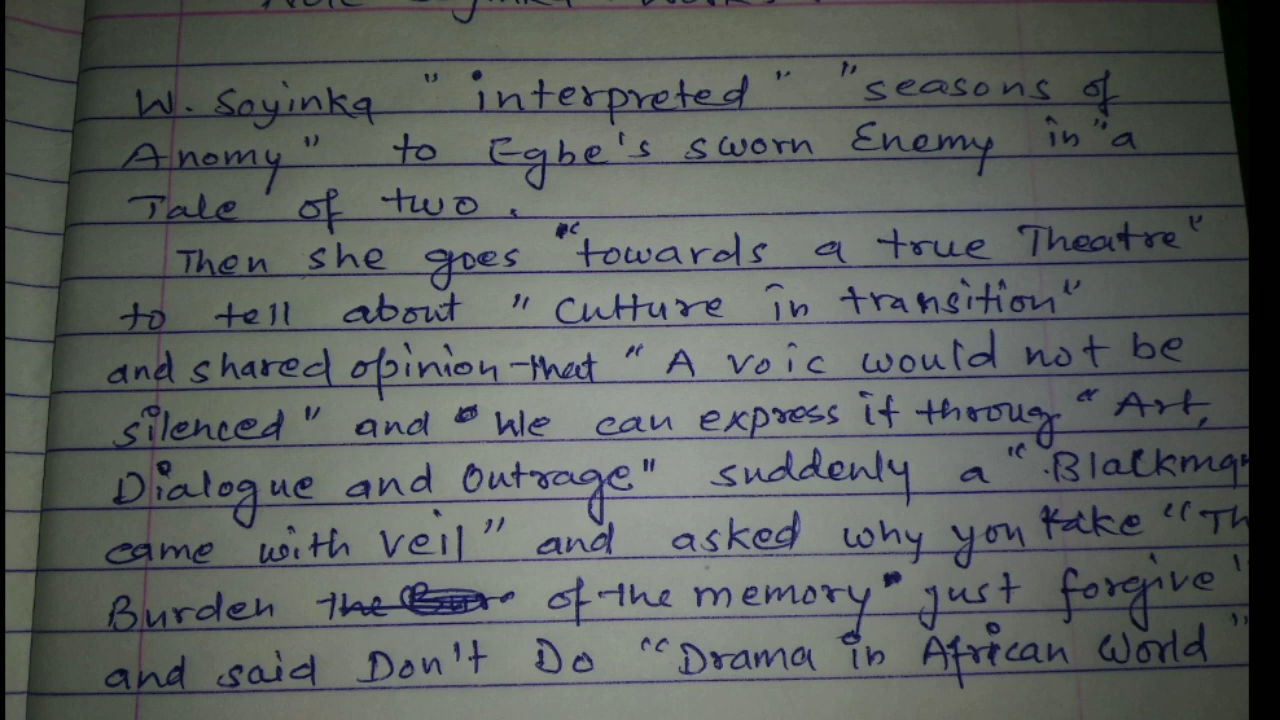 W. Soyinka "interpreted" "seasons of
Anomy" to Egbe's sworn Enemy in "a
Tale of two.
Then she goes "towards a true Theatre"
to tell about "Culture in transition"
and shared opinion that "A voic would not be
silenced" and We can express it throug "Art,
Dialogue and Outrage" suddenly a "Blackman
came with veil" and asked why you take "Th
Burden the of the memory" just forgive"
and said Don't Do "Drama in African World"